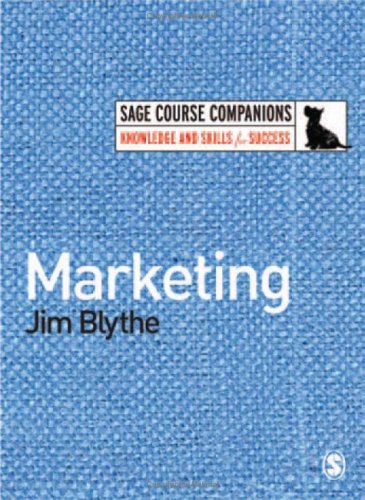 SAGE COURSE COMPANIONS
KNOWLEDGE AND SKILLS for SUCCESS
Marketing
Jim Blythe
S